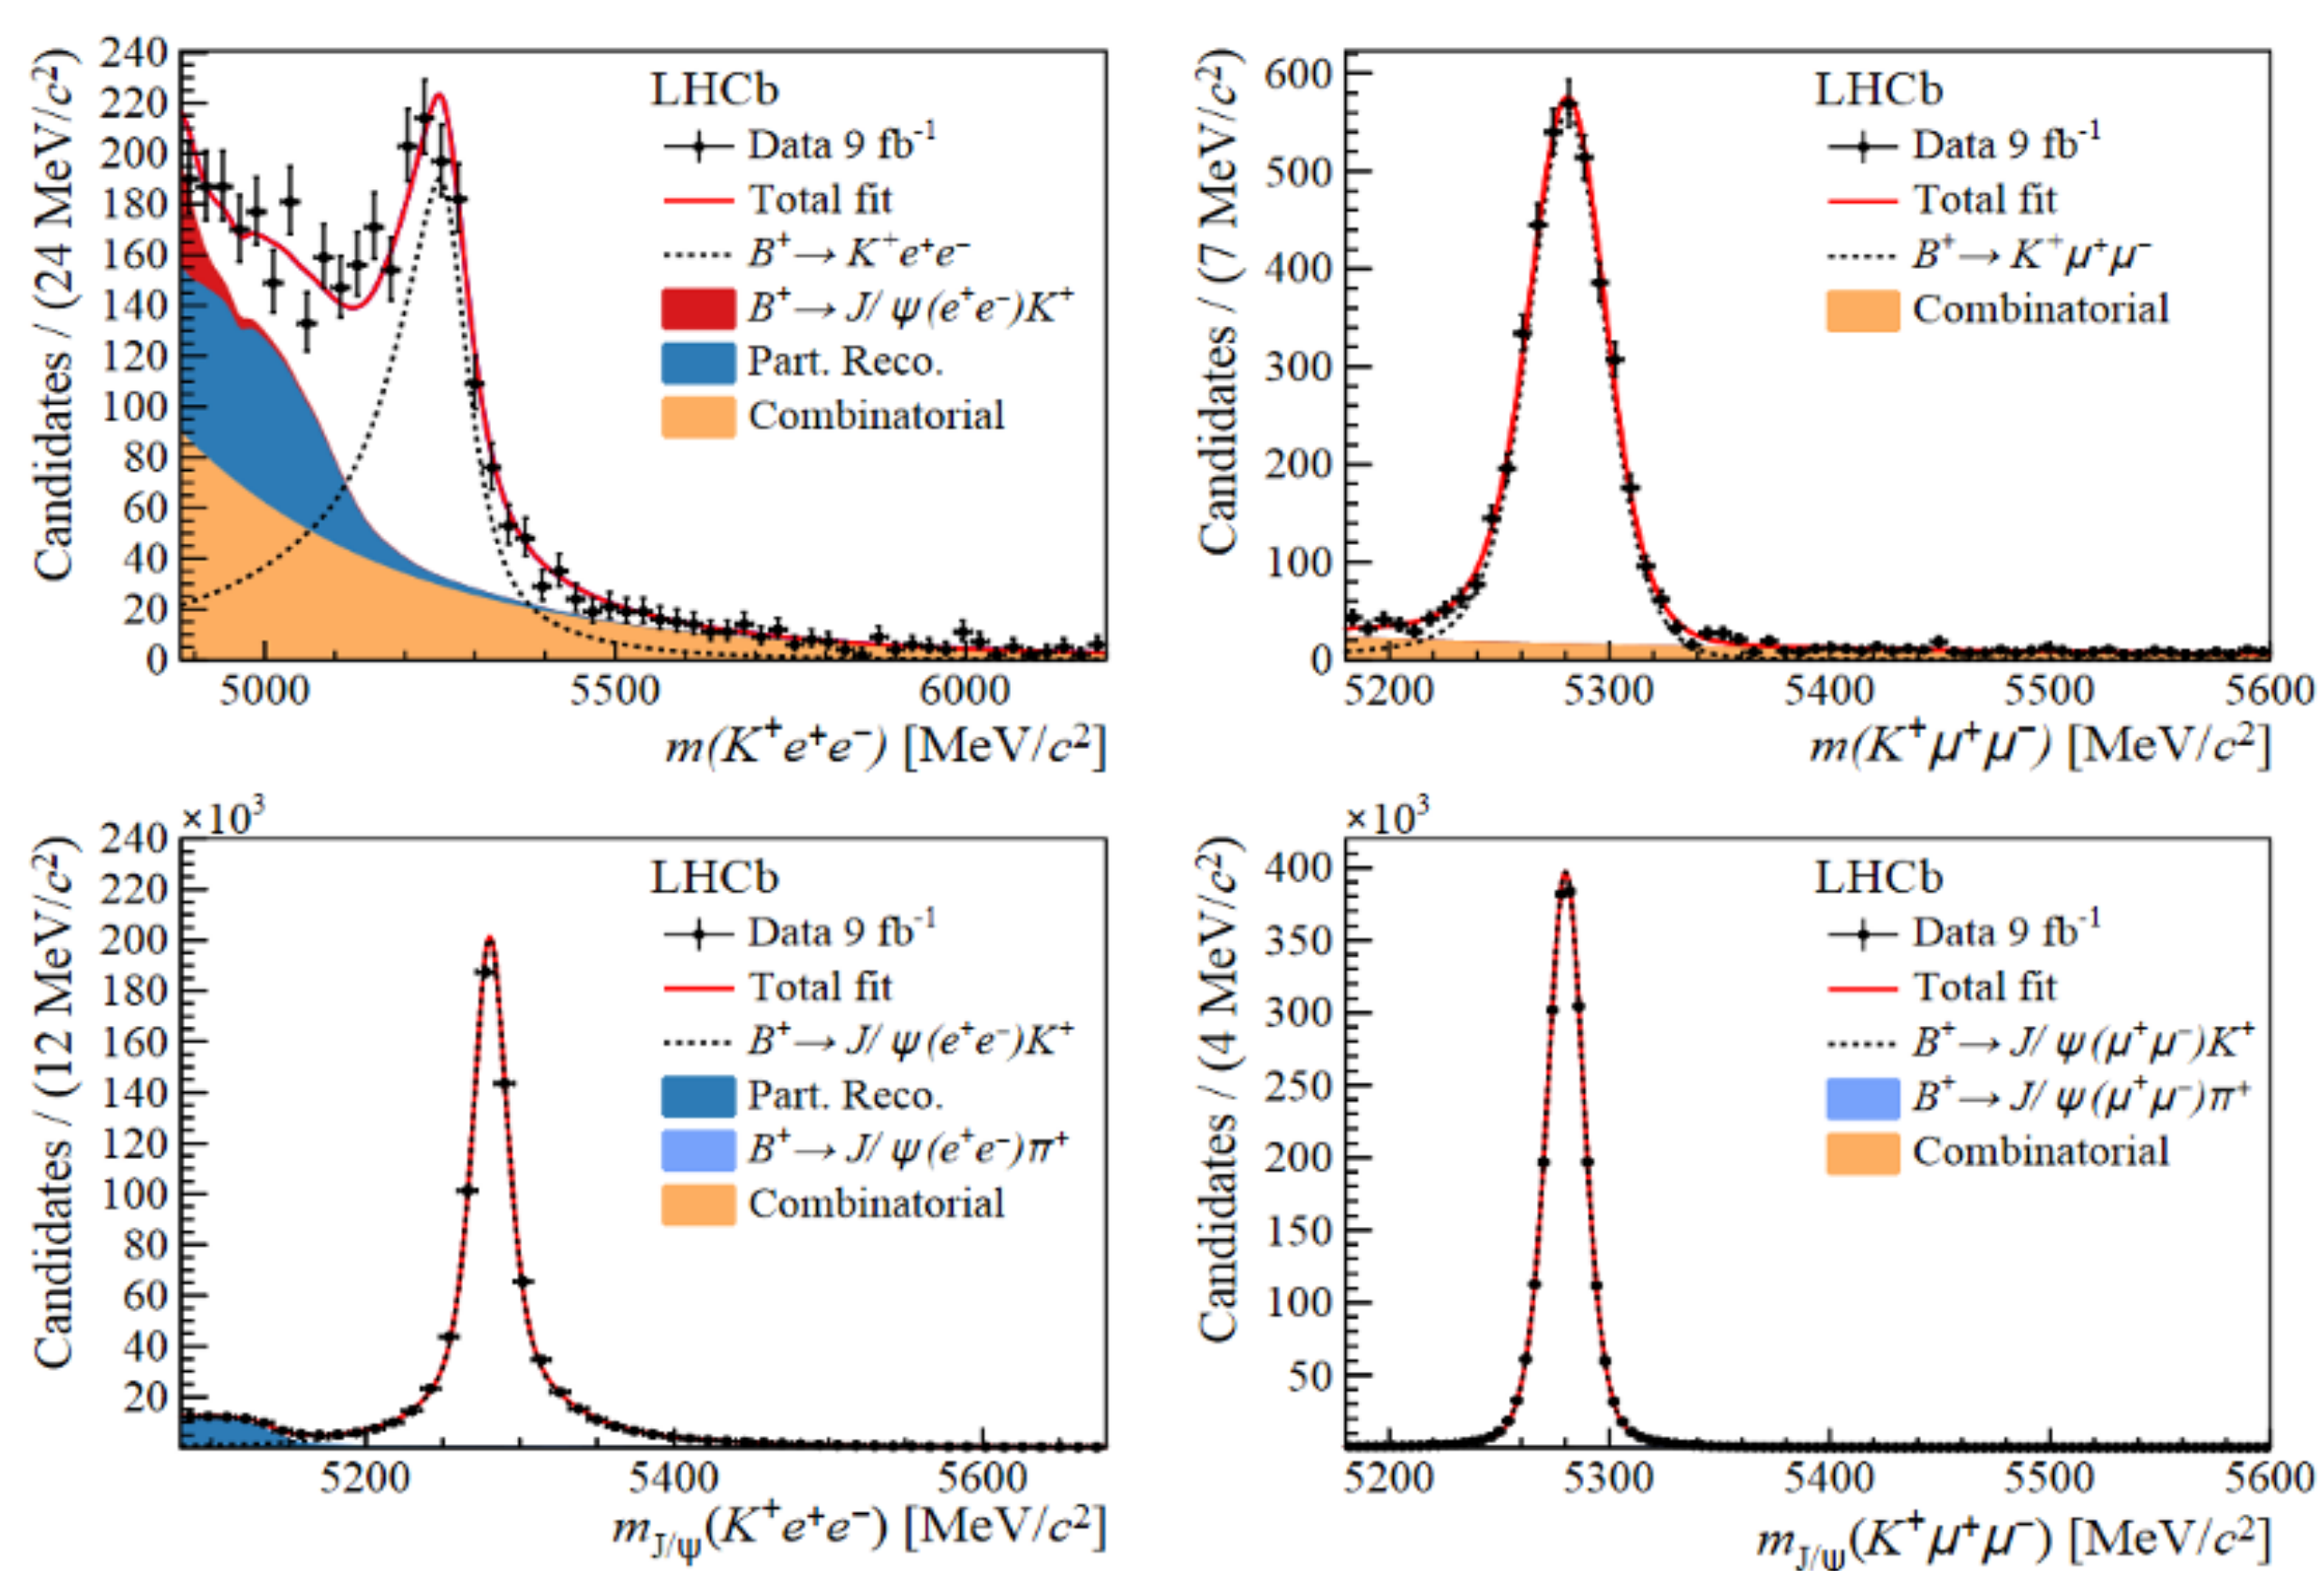 Candidates / (24 MeV/c²)
240
220
200
180
160
140
120
100
80
60
40
20
0
LHCb
Data 9 fb⁻¹
Total fit
B⁺→ K⁺e⁺e⁻
B⁺→ J/ψ(e⁺e⁻)K⁺
Part. Reco.
Combinatorial
5000 5500 6000
m(K⁺e⁺e⁻) [MeV/c²]
Candidates / (7 MeV/c²)
600
500
400
300
200
100
0
LHCb
Data 9 fb⁻¹
Total fit
B⁺→ K⁺μ⁺μ⁻
Combinatorial
5200 5300 5400 5500 5600
m(K⁺μ⁺μ⁻) [MeV/c²]
×10³
Candidates / (12 MeV/c²)
240
220
200
180
160
140
120
100
80
60
40
20
LHCb
Data 9 fb⁻¹
Total fit
B⁺→ J/ψ(e⁺e⁻)K⁺
Part. Reco.
B⁺→ J/ψ(e⁺e⁻)π⁺
Combinatorial
5200 5400 5600
m_J/ψ(K⁺e⁺e⁻) [MeV/c²]
×10³
Candidates / (4 MeV/c²)
400
350
300
250
200
150
100
50
LHCb
Data 9 fb⁻¹
Total fit
B⁺→ J/ψ(μ⁺μ⁻)K⁺
B⁺→ J/ψ(μ⁺μ⁻)π⁺
Combinatorial
5200 5300 5400 5500 5600
m_J/ψ(K⁺μ⁺μ⁻) [MeV/c²]